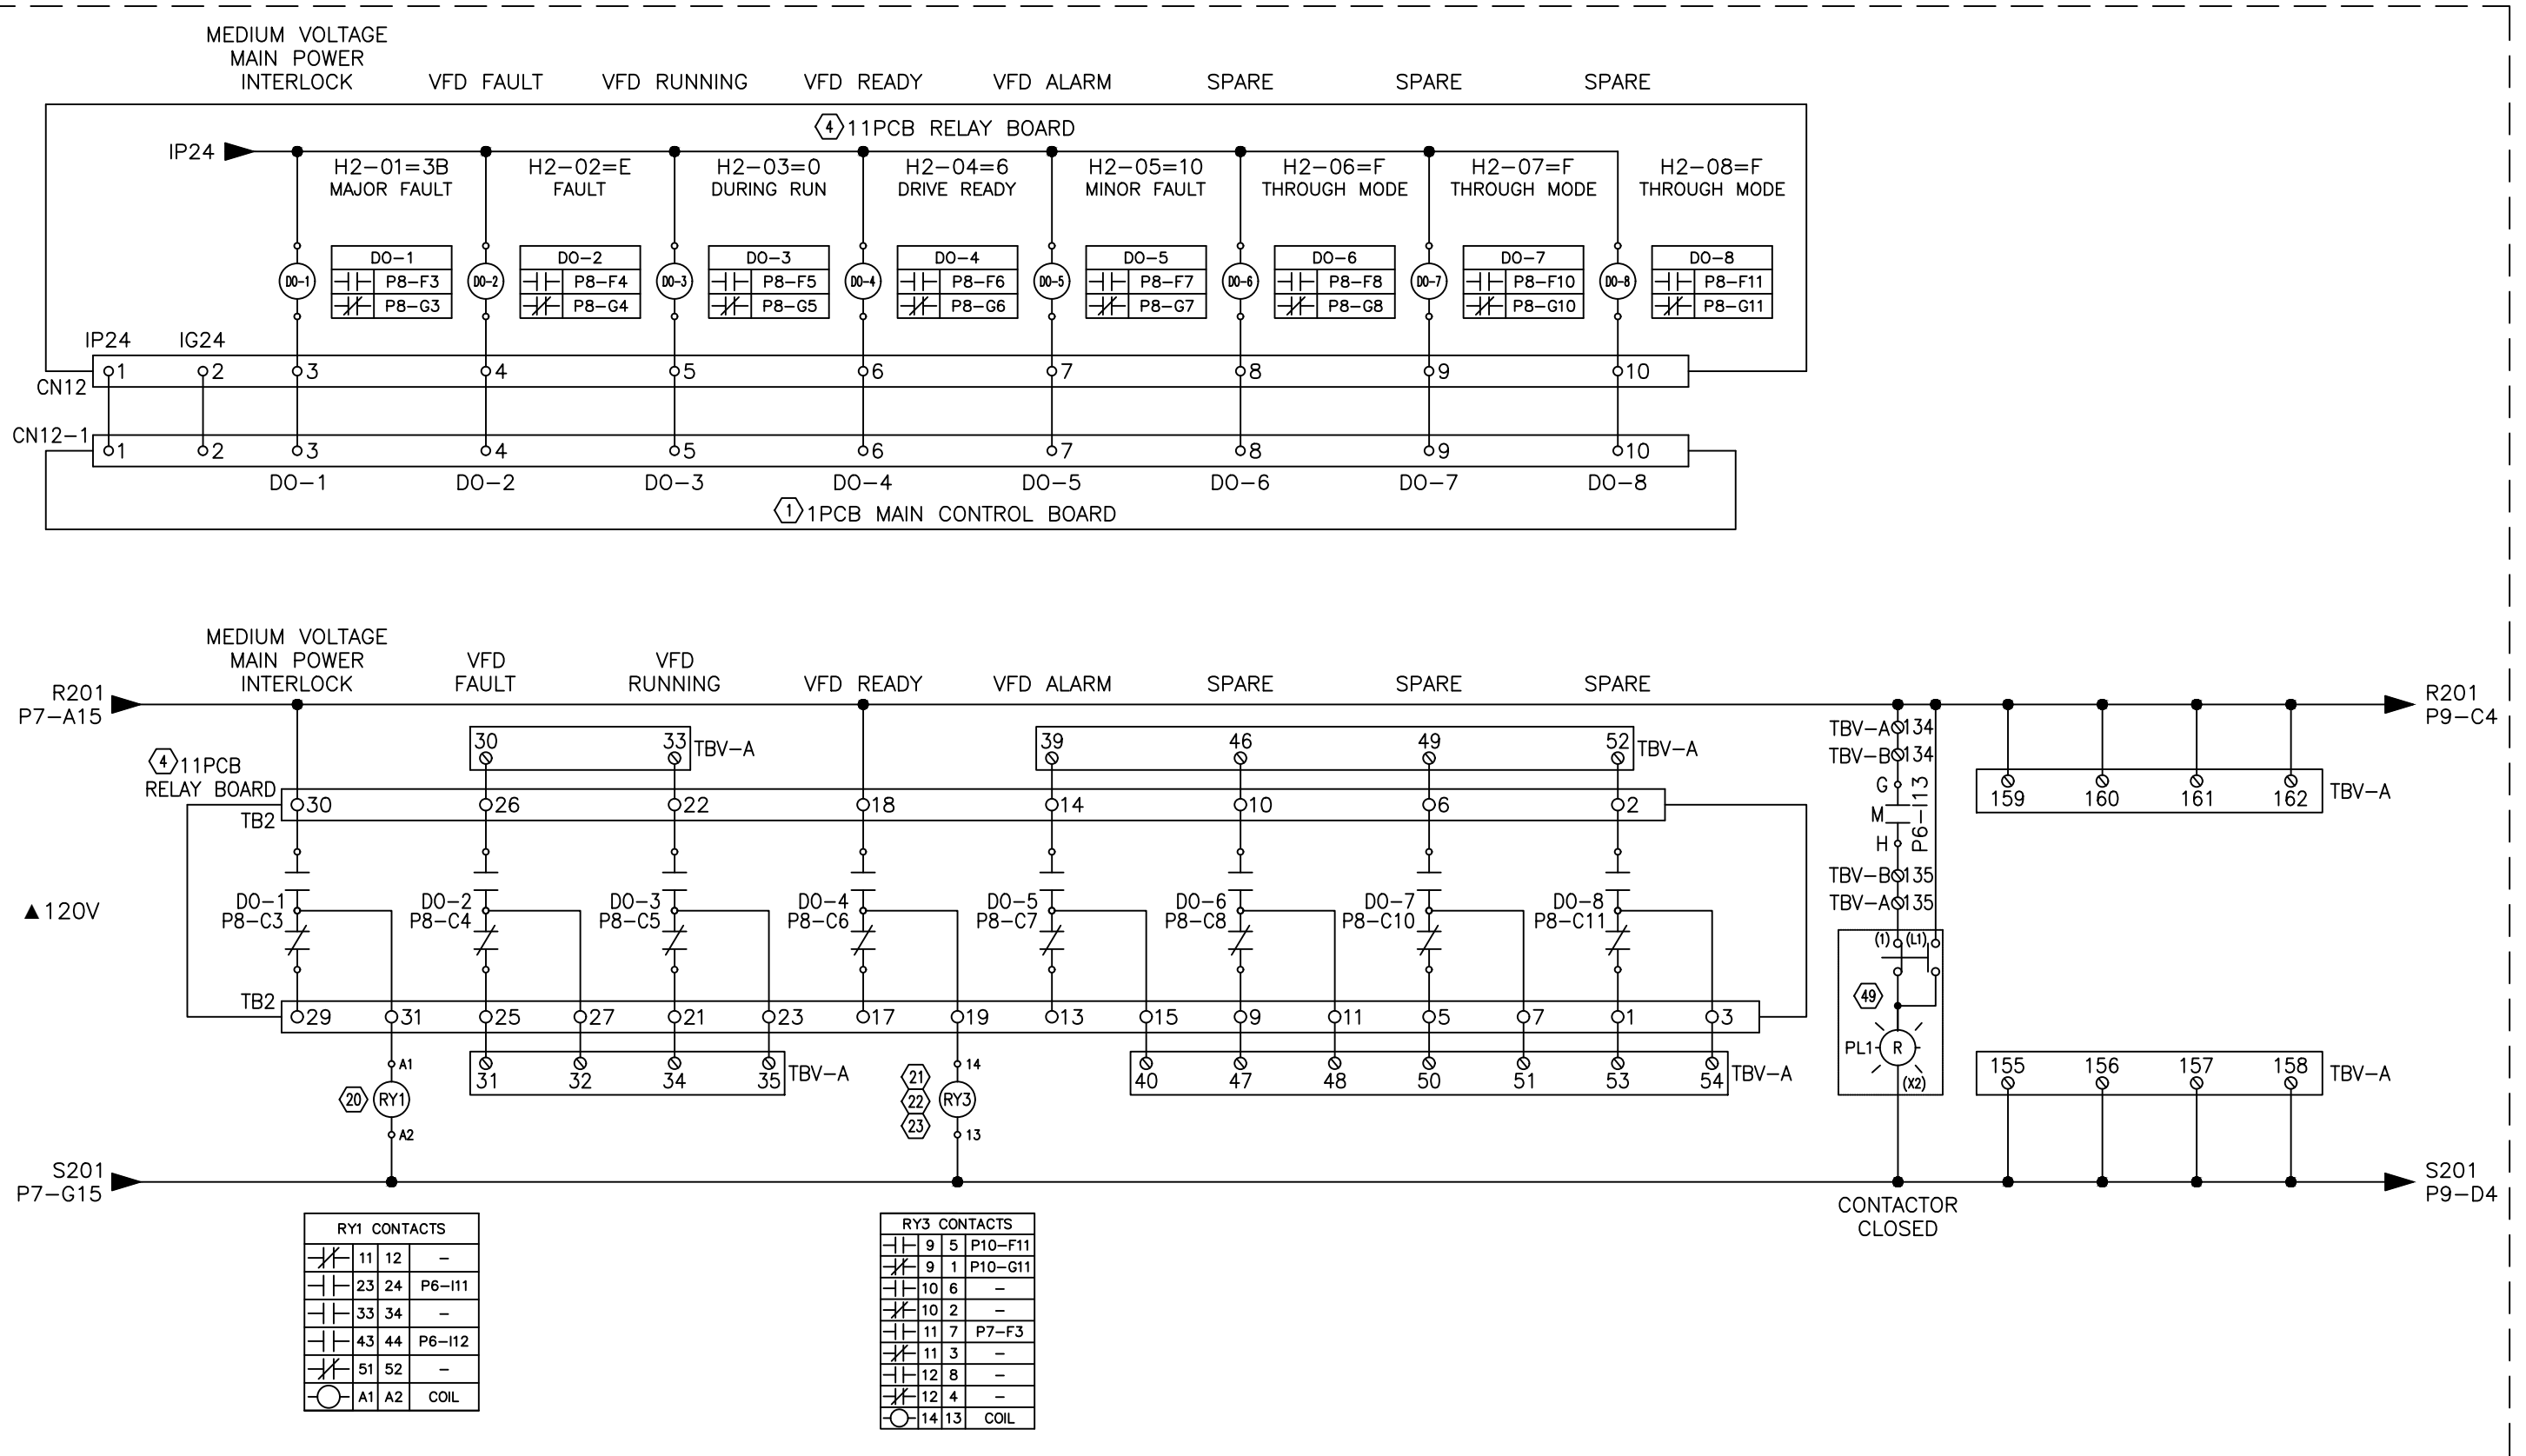 MEDIUM VOLTAGE
MAIN POWER
INTERLOCK VFD FAULT VFD RUNNING VFD READY VFD ALARM SPARE SPARE SPARE
4 11PCB RELAY BOARD
IP24
H2-01=3B H2-02=E H2-03=0 H2-04=6 H2-05=10 H2-06=F H2-07=F H2-08=F
MAJOR FAULT FAULT DURING RUN DRIVE READY MINOR FAULT THROUGH MODE THROUGH MODE THROUGH MODE
DO-1 DO-2 DO-3 DO-4 DO-5 DO-6 DO-7 DO-8
DO-1 P8-F3 DO-2 P8-F4 DO-3 P8-F5 DO-4 P8-F6 DO-5 P8-F7 DO-6 P8-F8 DO-7 P8-F10 DO-8 P8-F11
P8-G3 P8-G4 P8-G5 P8-G6 P8-G7 P8-G8 P8-G10 P8-G11
IP24 IG24
1 2 3 4 5 6 7 8 9 10
CN12
CN12-1
1 2 3 4 5 6 7 8 9 10
DO-1 DO-2 DO-3 DO-4 DO-5 DO-6 DO-7 DO-8
1 1PCB MAIN CONTROL BOARD
MEDIUM VOLTAGE
MAIN POWER VFD VFD
INTERLOCK FAULT RUNNING VFD READY VFD ALARM SPARE SPARE SPARE
R201 R201
P7-A15 P9-C4
30 33 TBV-A 39 46 49 52 TBV-A
4 11PCB
RELAY BOARD
30 26 22 18 14 10 6 2
TB2
TBV-A 134
TBV-B 134
G
M P6-I13
H
TBV-B 135
TBV-A 135
159 160 161 162 TBV-A
DO-1 DO-2 DO-3 DO-4 DO-5 DO-6 DO-7 DO-8
P8-C3 P8-C4 P8-C5 P8-C6 P8-C7 P8-C8 P8-C10 P8-C11
▲120V
(1) (L1)
49
TB2
29 31 25 27 21 23 17 19 13 15 9 11 5 7 1 3
PL1 R
(X2)
A1 14
31 32 34 35 TBV-A
40 47 48 50 51 53 54 TBV-A
155 156 157 158 TBV-A
20 RY1
21
22 RY3
23
A2 13
S201 S201
P7-G15 P9-D4
CONTACTOR
CLOSED
RY1 CONTACTS
11 12 -
23 24 P6-I11
33 34 -
43 44 P6-I12
51 52 -
A1 A2 COIL
RY3 CONTACTS
9 5 P10-F11
9 1 P10-G11
10 6 -
10 2 -
11 7 P7-F3
11 3 -
12 8 -
12 4 -
14 13 COIL